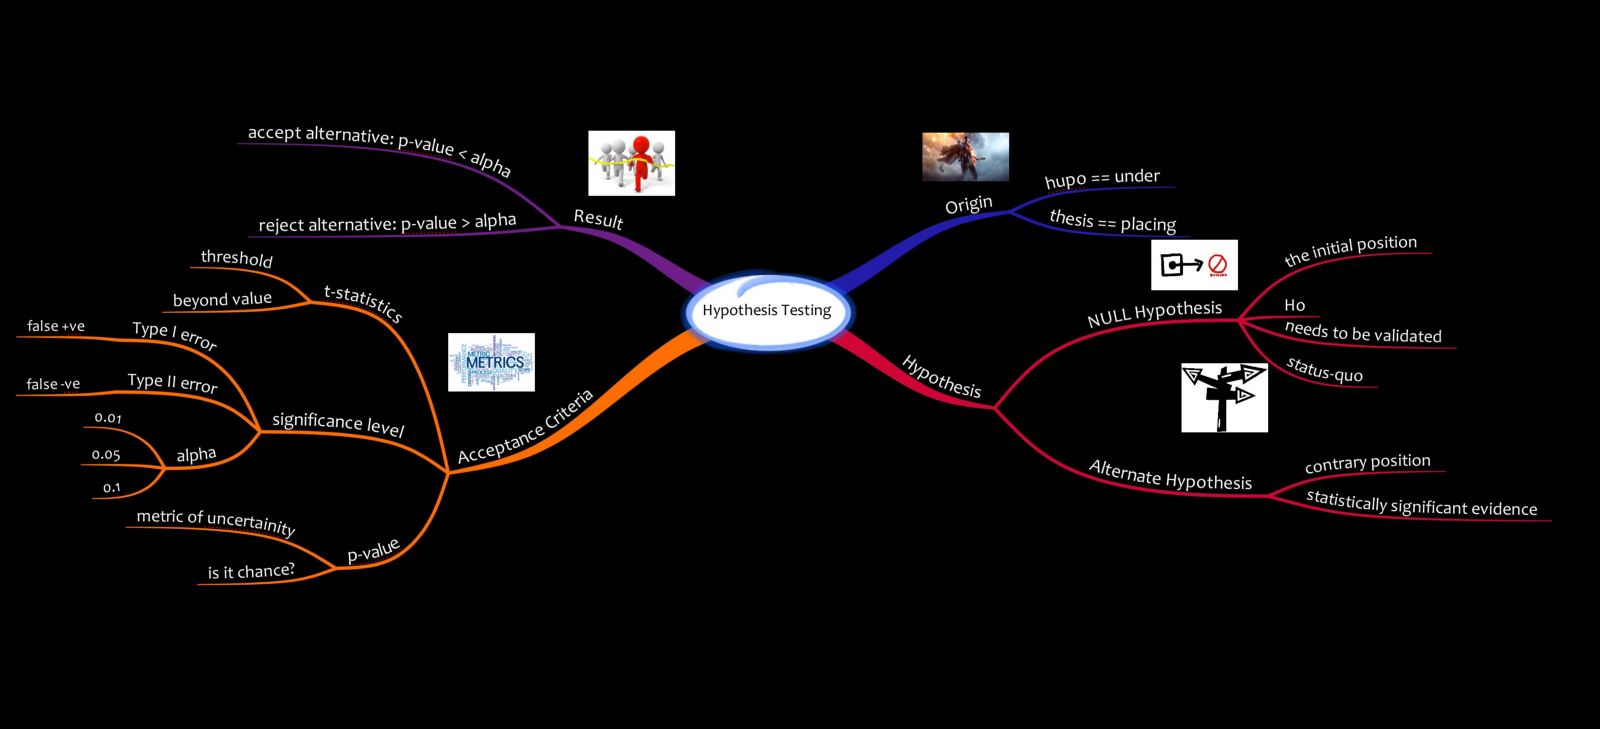 Hypothesis Testing
Origin
hupo == under
thesis == placing
Hypothesis
NULL Hypothesis
the initial position
Ho
needs to be validated
status-quo
Alternate Hypothesis
contrary position
statistically significant evidence
Result
accept alternative: p-value < alpha
reject alternative: p-value > alpha
Acceptance Criteria
t-statistics
threshold
beyond value
significance level
Type I error
false +ve
Type II error
false -ve
alpha
0.01
0.05
0.1
p-value
metric of uncertainity
is it chance?
METRIC
METRICS
PROCESS